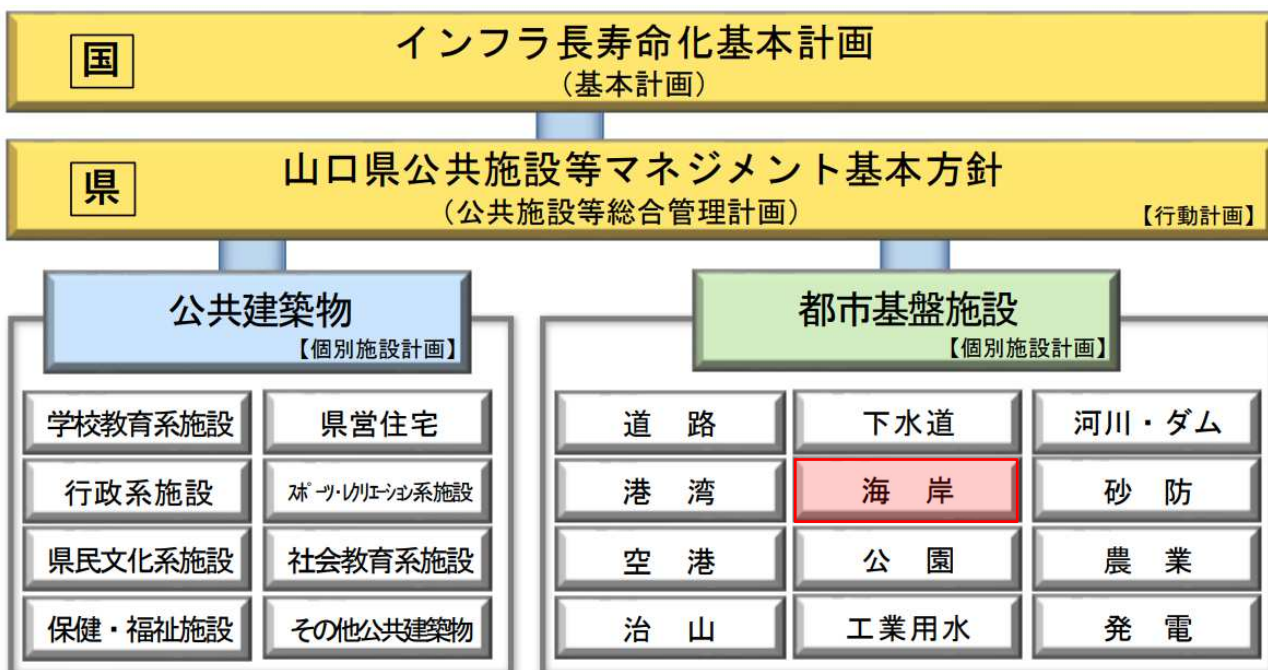 国
インフラ長寿命化基本計画
（基本計画）
県
山口県公共施設等マネジメント基本方針
（公共施設等総合管理計画）
【行動計画】
公共建築物
【個別施設計画】
学校教育系施設
県営住宅
行政系施設
ｽﾎﾟｰﾂ・ﾚｸﾘｴｰｼｮﾝ系施設
県民文化系施設
社会教育系施設
保健・福祉施設
その他公共建築物
都市基盤施設
【個別施設計画】
道　路
下水道
河川・ダム
港　湾
海　岸
砂　防
空　港
公　園
農　業
治　山
工業用水
発　電